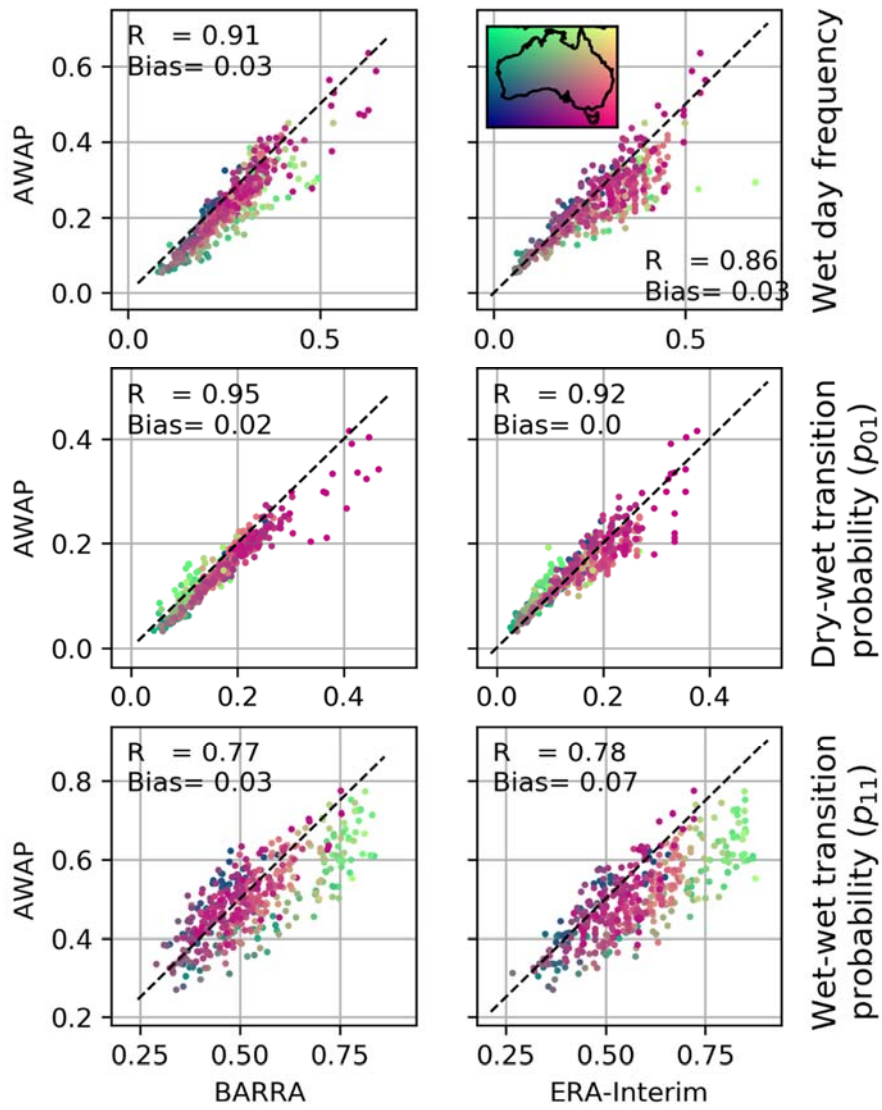 R = 0.91
Bias= 0.03
R = 0.86
Bias= 0.03
AWAP
0.6
0.4
0.2
0.0
0.0 0.5
0.0 0.5
Wet day frequency
R = 0.95
Bias= 0.02
R = 0.92
Bias= 0.0
AWAP
0.4
0.2
0.0
0.0 0.2 0.4
0.0 0.2 0.4
Dry-wet transition
probability (p01)
R = 0.77
Bias= 0.03
R = 0.78
Bias= 0.07
AWAP
0.8
0.6
0.4
0.2
0.25 0.50 0.75
0.25 0.50 0.75
Wet-wet transition
probability (p11)
BARRA
ERA-Interim